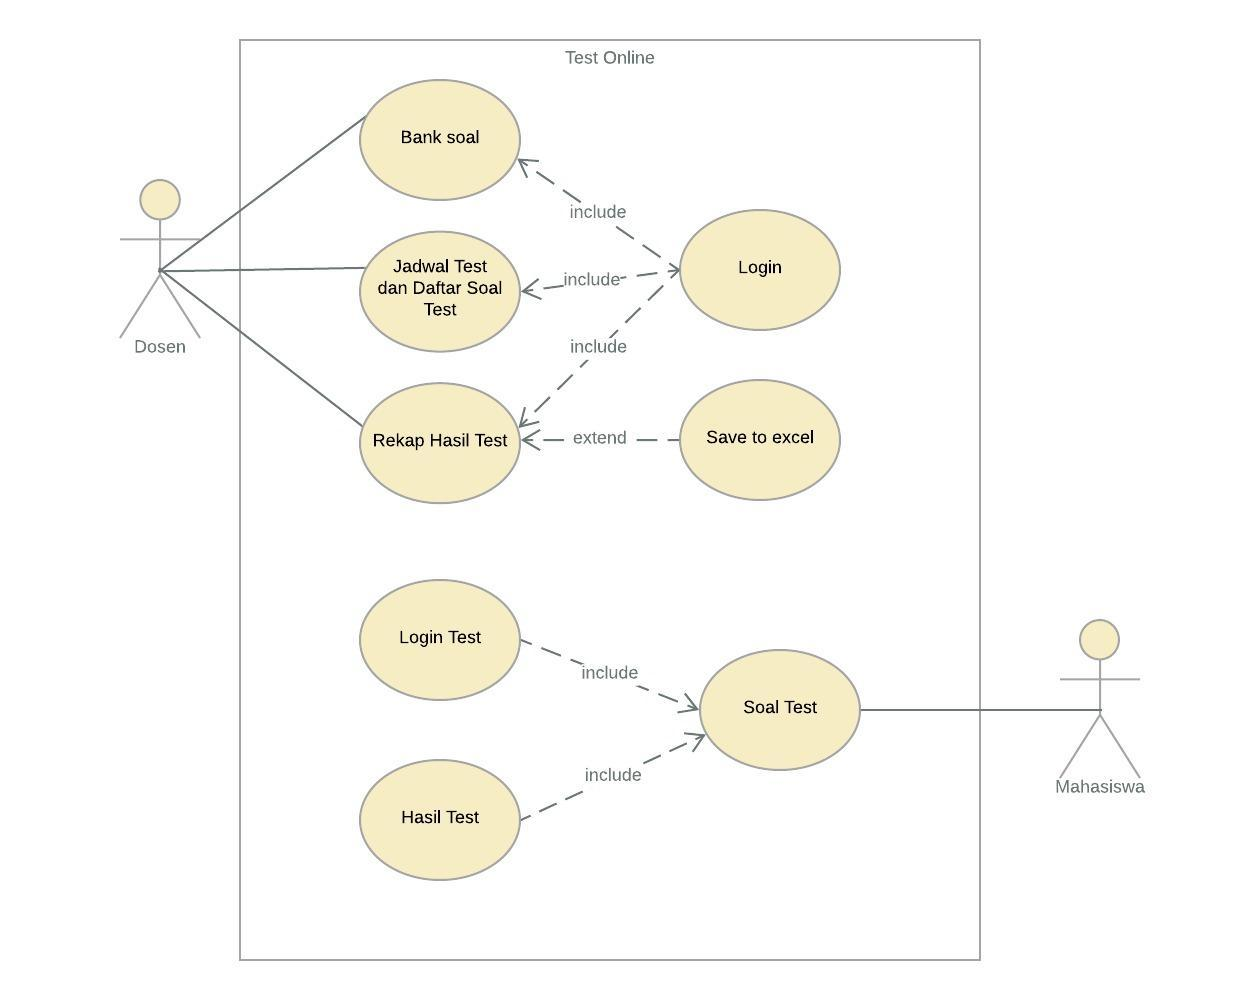 Test Online
Bank soal
include
Jadwal Test
dan Daftar Soal
Test
include
Login
Dosen
include
Rekap Hasil Test
extend
Save to excel
Login Test
include
Soal Test
include
Hasil Test
Mahasiswa